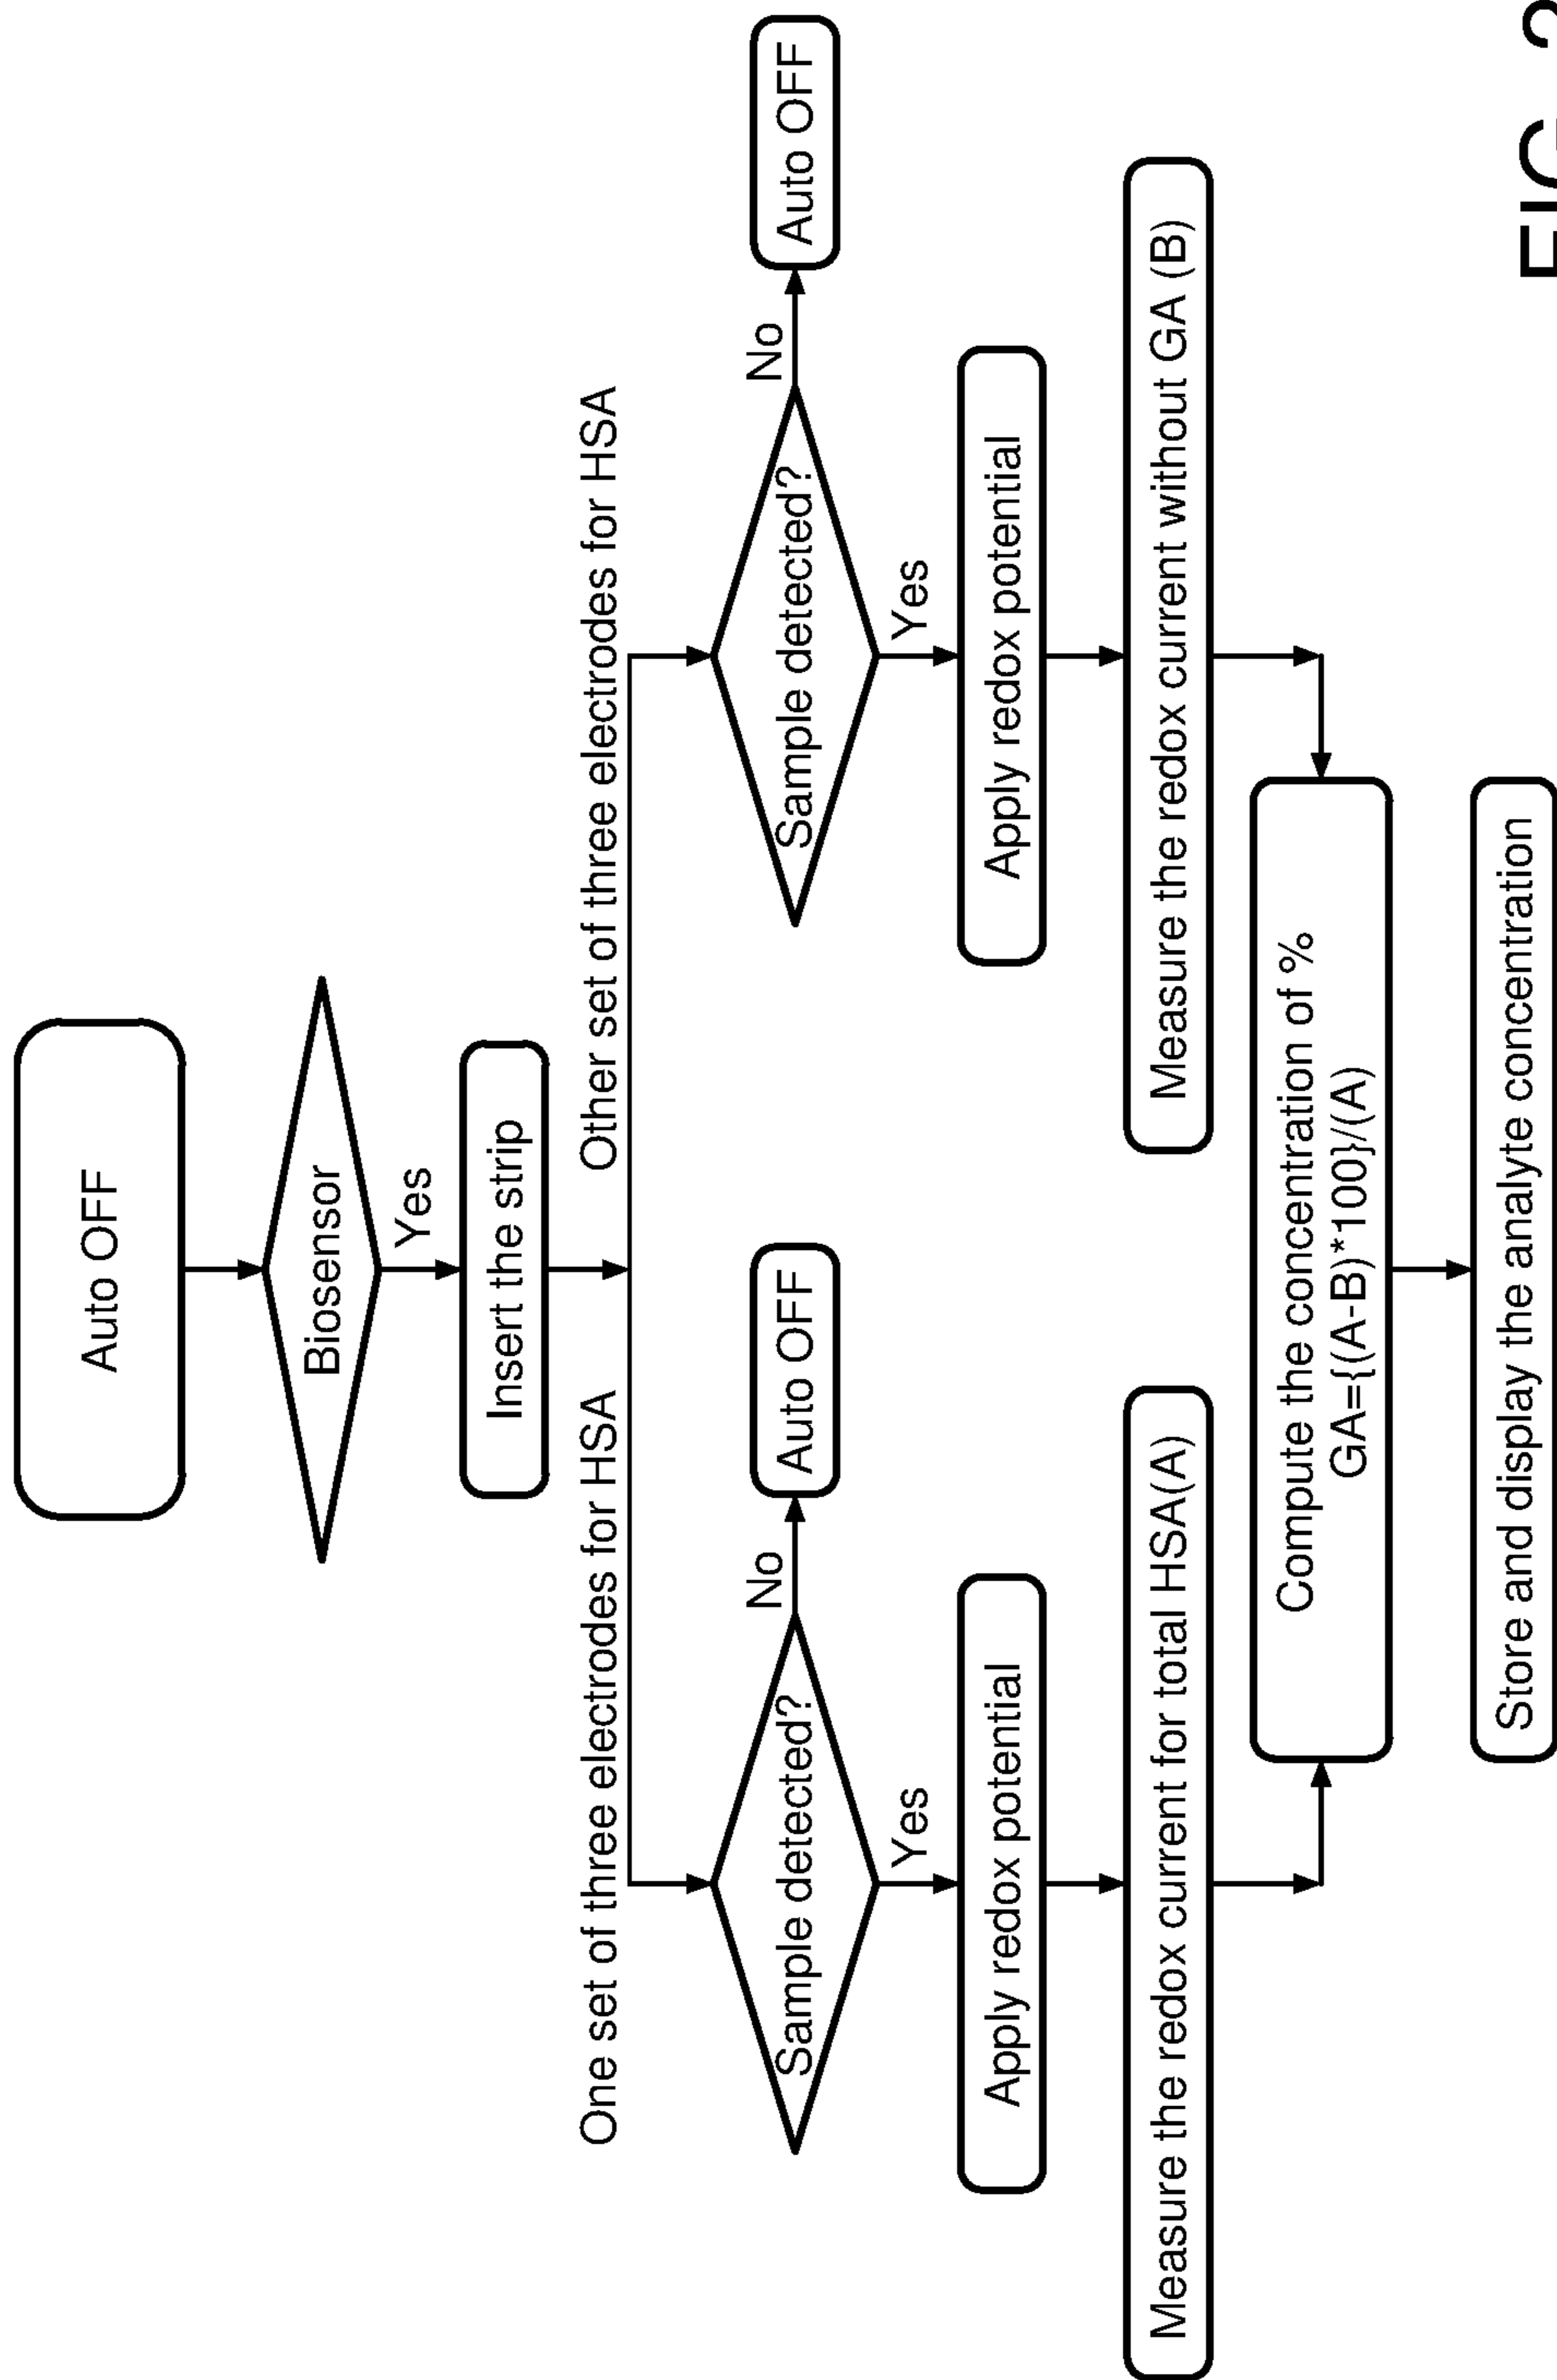 Auto OFF
Biosensor
Yes
Insert the strip
One set of three electrodes for HSA
Other set of three electrodes for HSA
Sample detected?
No
Auto OFF
Sample detected?
No
Auto OFF
Yes
Yes
Apply redox potential
Apply redox potential
Measure the redox current for total HSA(A)
Measure the redox current without GA (B)
Compute the concentration of %
GA={(A-B)*100}/(A)
Store and display the analyte concentration